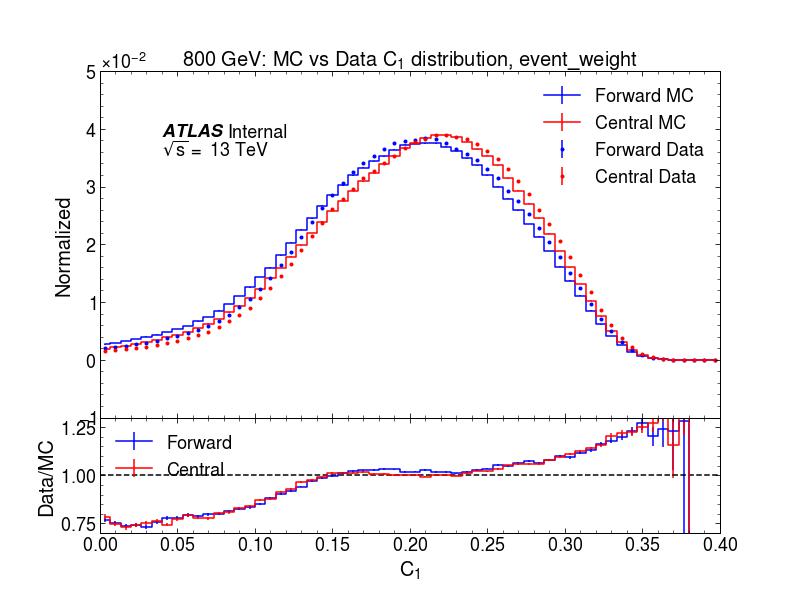 ×10⁻² 800 GeV: MC vs Data C₁ distribution, event_weight
5
4
3
2
1
0
−1
Normalized
ATLAS Internal
√s = 13 TeV
Forward MC
Central MC
Forward Data
Central Data
1.25
1.00
0.75
Data/MC
Forward
Central
0.00 0.05 0.10 0.15 0.20 0.25 0.30 0.35 0.40
C₁